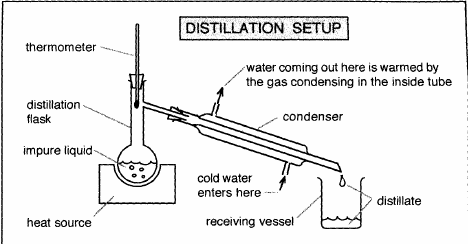 DISTILLATION SETUP
thermometer
water coming out here is warmed by
the gas condensing in the inside tube
distillation
flask
condenser
impure liquid
cold water
enters here
distillate
heat source
receiving vessel